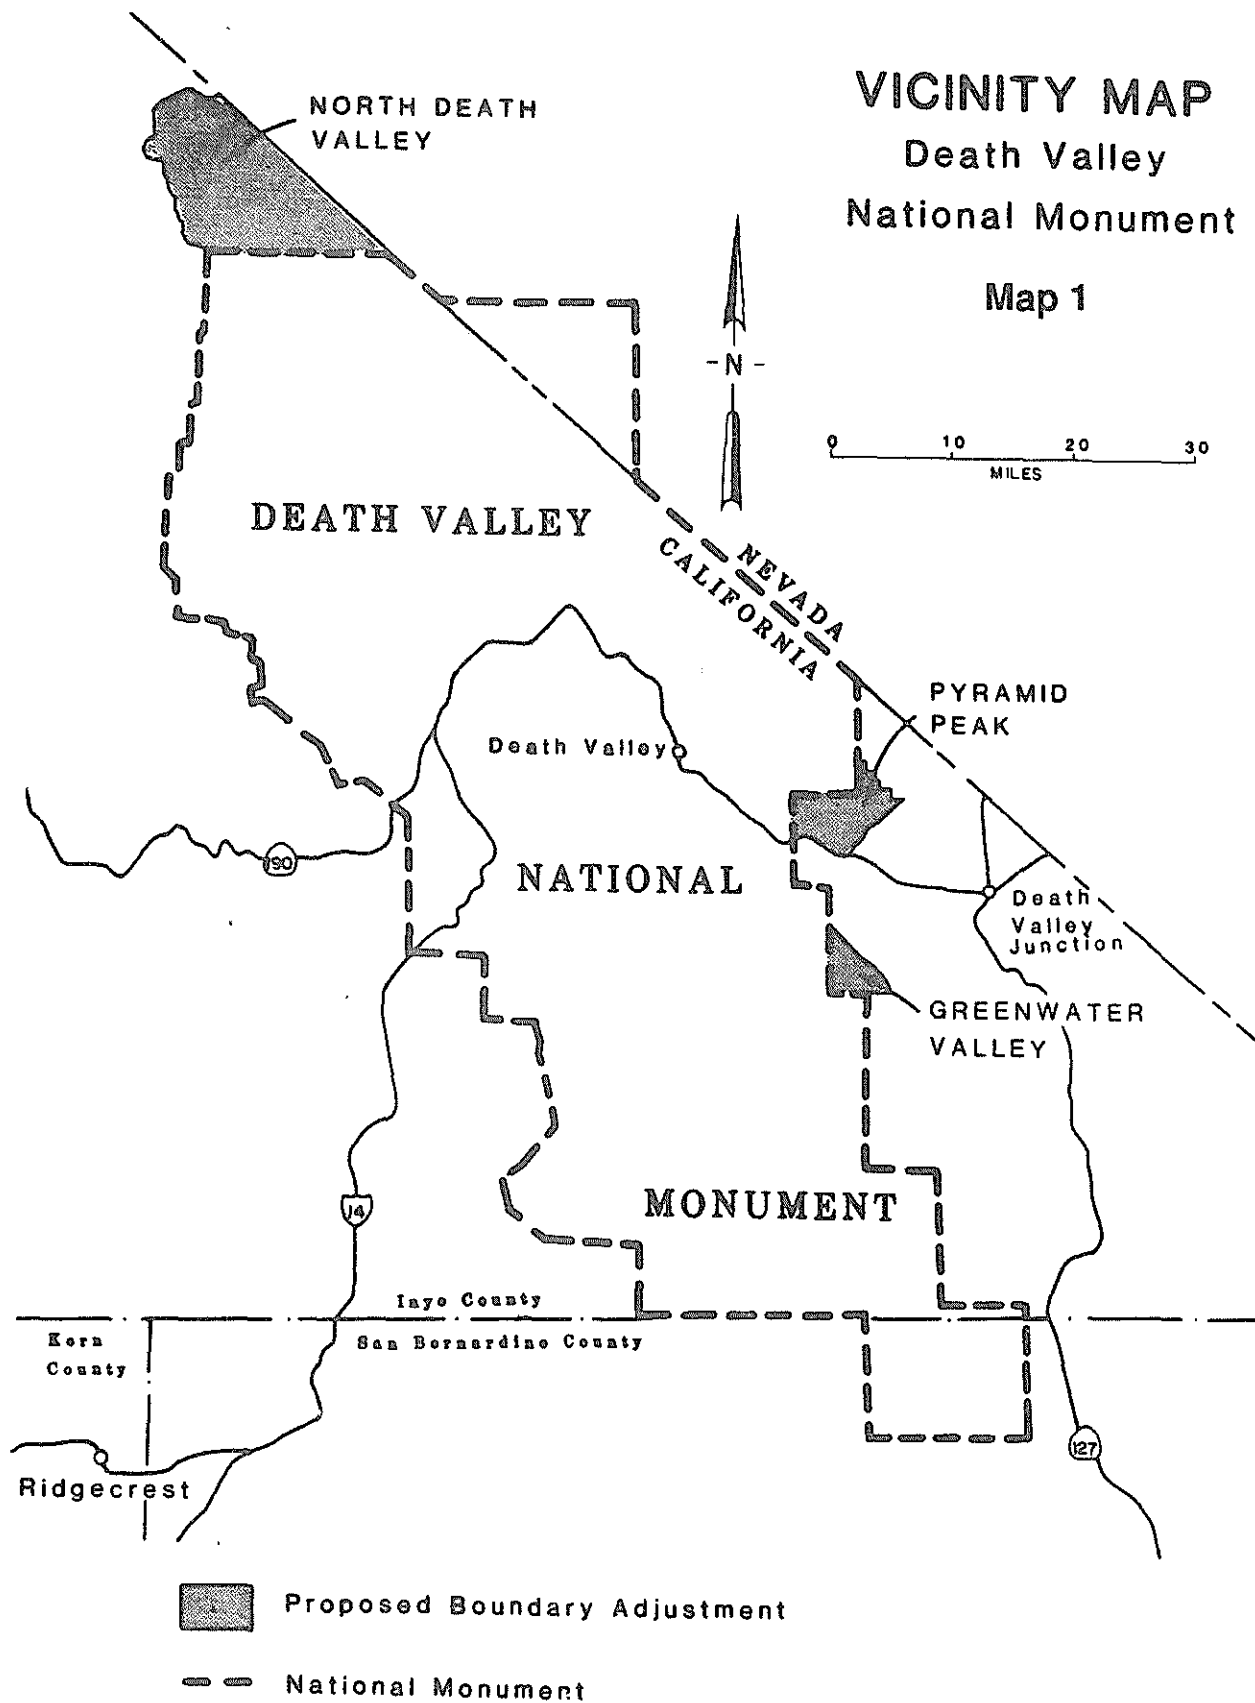 VICINITY MAP
Death Valley
National Monument
Map 1
NORTH DEATH
VALLEY
- N -
0 10 20 30
MILES
DEATH VALLEY
NEVADA
CALIFORNIA
PYRAMID
PEAK
Death Valley
190
NATIONAL
Death
Valley
Junction
GREENWATER
VALLEY
MONUMENT
14
Inyo County
Kern
County
San Bernardino County
127
Ridgecrest
Proposed Boundary Adjustment
National Monument